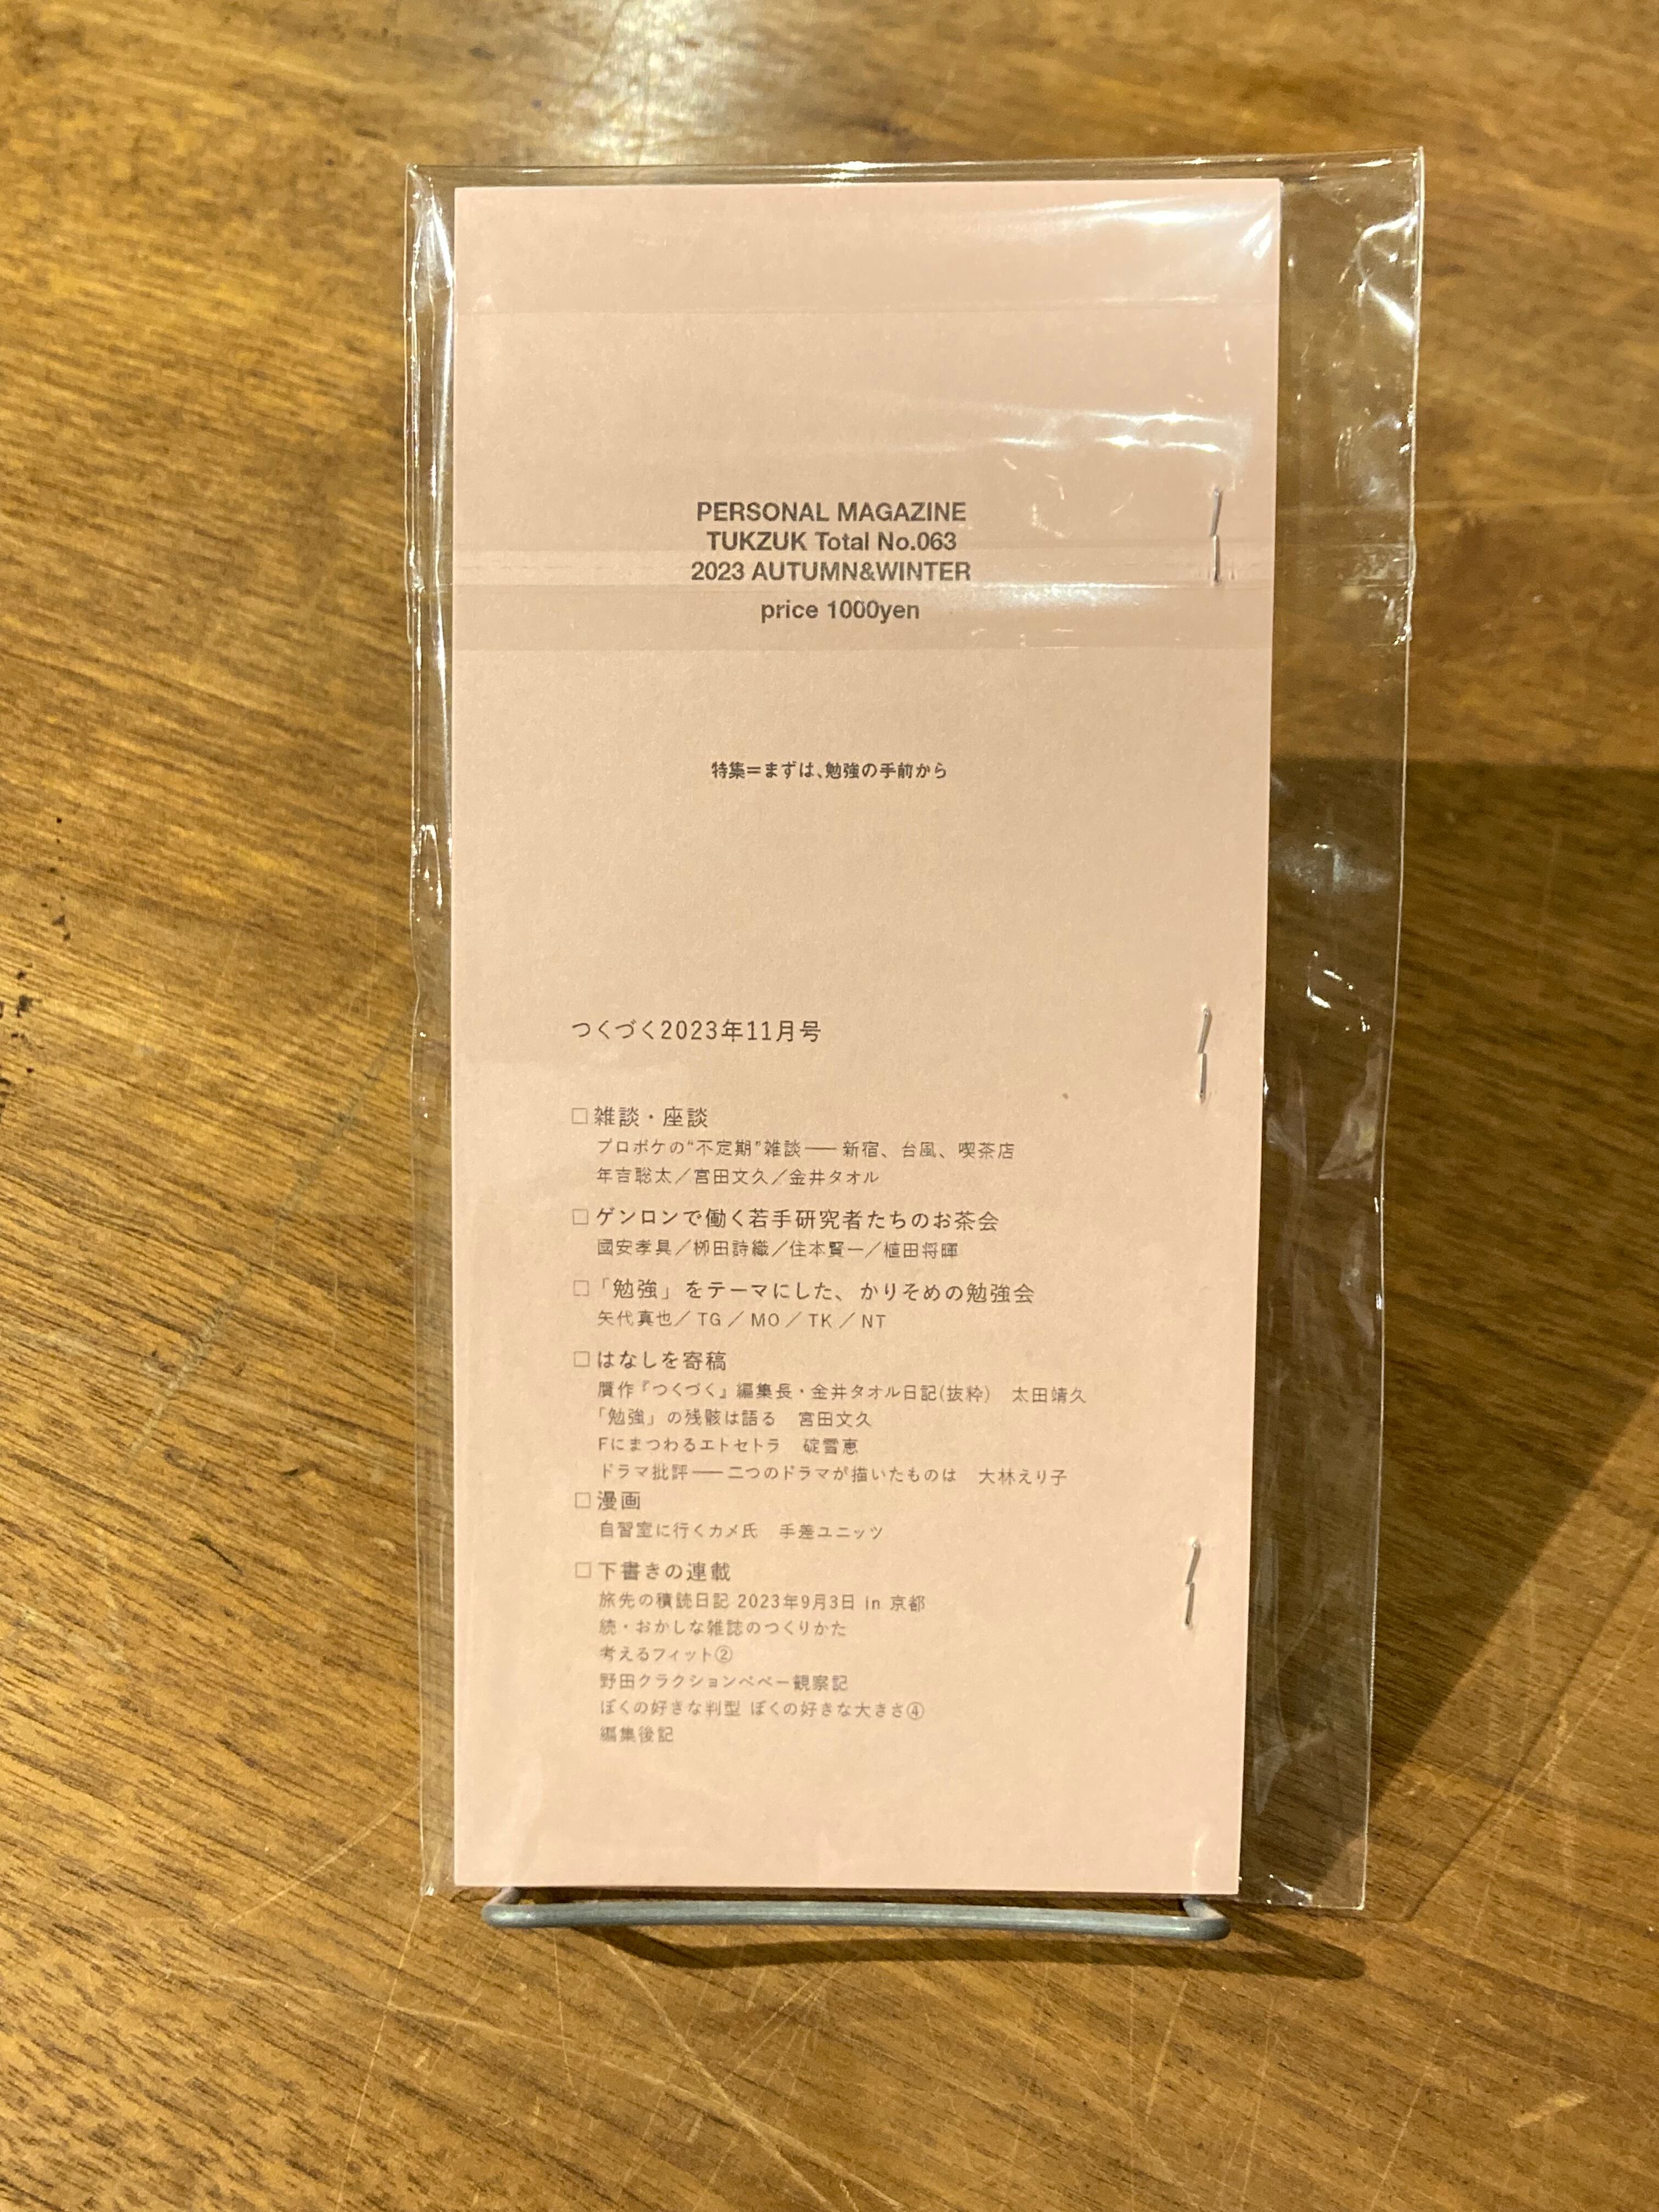 PERSONAL MAGAZINE
TUKZUK Total No.063
2023 AUTUMN&WINTER
price 1000yen
特集＝まずは、勉強の手前から
つくづく2023年11月号
□ 雑談・座談
プロポケの“不定期”雑談――新宿、台風、喫茶店
年吉聡太／宮田文久／金井タオル
□ ゲンロンで働く若手研究者たちのお茶会
國安孝具／栁田詩織／住本賢一／植田将暉
□ 「勉強」をテーマにした、かりそめの勉強会
矢代真也／TG／MO／TK／NT
□ はなしを寄稿
贋作『つくづく』編集長・金井タオル日記(抜粋)　太田靖久
「勉強」の残骸は語る　宮田文久
Fにまつわるエトセトラ　碇雪恵
ドラマ批評――二つのドラマが描いたものは　大林えり子
□ 漫画
自習室に行くカメ氏　手差ユニッツ
□ 下書きの連載
旅先の積読日記 2023年9月3日 in 京都
続・おかしな雑誌のつくりかた
考えるフィット②
野田クラクションベベー観察記
ぼくの好きな判型 ぼくの好きな大きさ④
編集後記